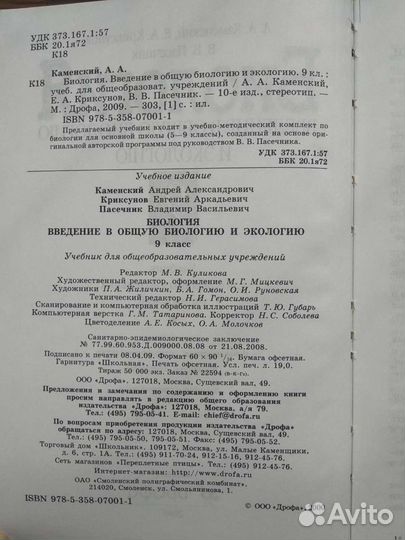 УДК 373.167.1:57
ББК 20.1я72
К18
Каменский, А. А.
К18 Биология. Введение в общую биологию и экологию. 9 кл. :
учеб. для общеобразоват. учреждений / А. А. Каменский,
Е. А. Криксунов, В. В. Пасечник. — 10-е изд., стереотип. —
М. : Дрофа, 2009. — 303, [1] с. : ил.
ISBN 978-5-358-07001-1
Предлагаемый учебник входит в учебно-методический комплект по
биологии для основной школы (5—9 классы), созданный на основе ори-
гинальной авторской программы под руководством В. В. Пасечника.
УДК 373.167.1:57
ББК 20.1я72
Учебное издание
Каменский Андрей Александрович
Криксунов Евгений Аркадьевич
Пасечник Владимир Васильевич
БИОЛОГИЯ
ВВЕДЕНИЕ В ОБЩУЮ БИОЛОГИЮ И ЭКОЛОГИЮ
9 класс
Учебник для общеобразовательных учреждений
Редактор М. В. Куликова
Художественный редактор, оформление М. Г. Мицкевич
Художники П. А. Жиличкин, Б. А. Гомон, О. И. Руновская
Технический редактор Н. И. Герасимова
Сканирование и компьютерная обработка иллюстраций Т. Ю. Губарь
Компьютерная верстка Г. М. Татаринова. Корректор Н. С. Соболева
Цветоделение А. Е. Косых, О. А. Молочков
Санитарно-эпидемиологическое заключение
№ 77.99.60.953.Д.009000.08.08 от 21.08.2008.
Подписано к печати 08.04.09. Формат 60 × 90 1/16. Бумага офсетная.
Гарнитура «Школьная». Печать офсетная. Усл. печ. л. 19,0.
Тираж 50 000 экз. Заказ № 22594 (к-г).
ООО «Дрофа». 127018, Москва, Сущевский вал, 49.
Предложения и замечания по содержанию и оформлению книги
просим направлять в редакцию общего образования
издательства «Дрофа»: 127018, Москва, а/я 79.
Тел.: (495) 795-05-41. E-mail: chief@drofa.ru
По вопросам приобретения продукции издательства «Дрофа»
обращаться по адресу: 127018, Москва, Сущевский вал, 49.
Тел.: (495) 795-05-50, 795-05-51. Факс: (495) 795-05-52.
Торговый дом «Школьник». 109172, Москва, ул. Малые Каменщики,
д. 6, стр. 1А. Тел.: (495) 911-70-24, 912-15-16, 912-45-76.
Сеть магазинов «Переплетные птицы». Тел.: (495) 912-45-76.
Интернет-магазин: http://www.drofa.ru
ОАО «Смоленский полиграфический комбинат».
214020, Смоленск, ул. Смольянинова, 1.
ISBN 978-5-358-07001-1
© ООО «Дрофа»,
Avito